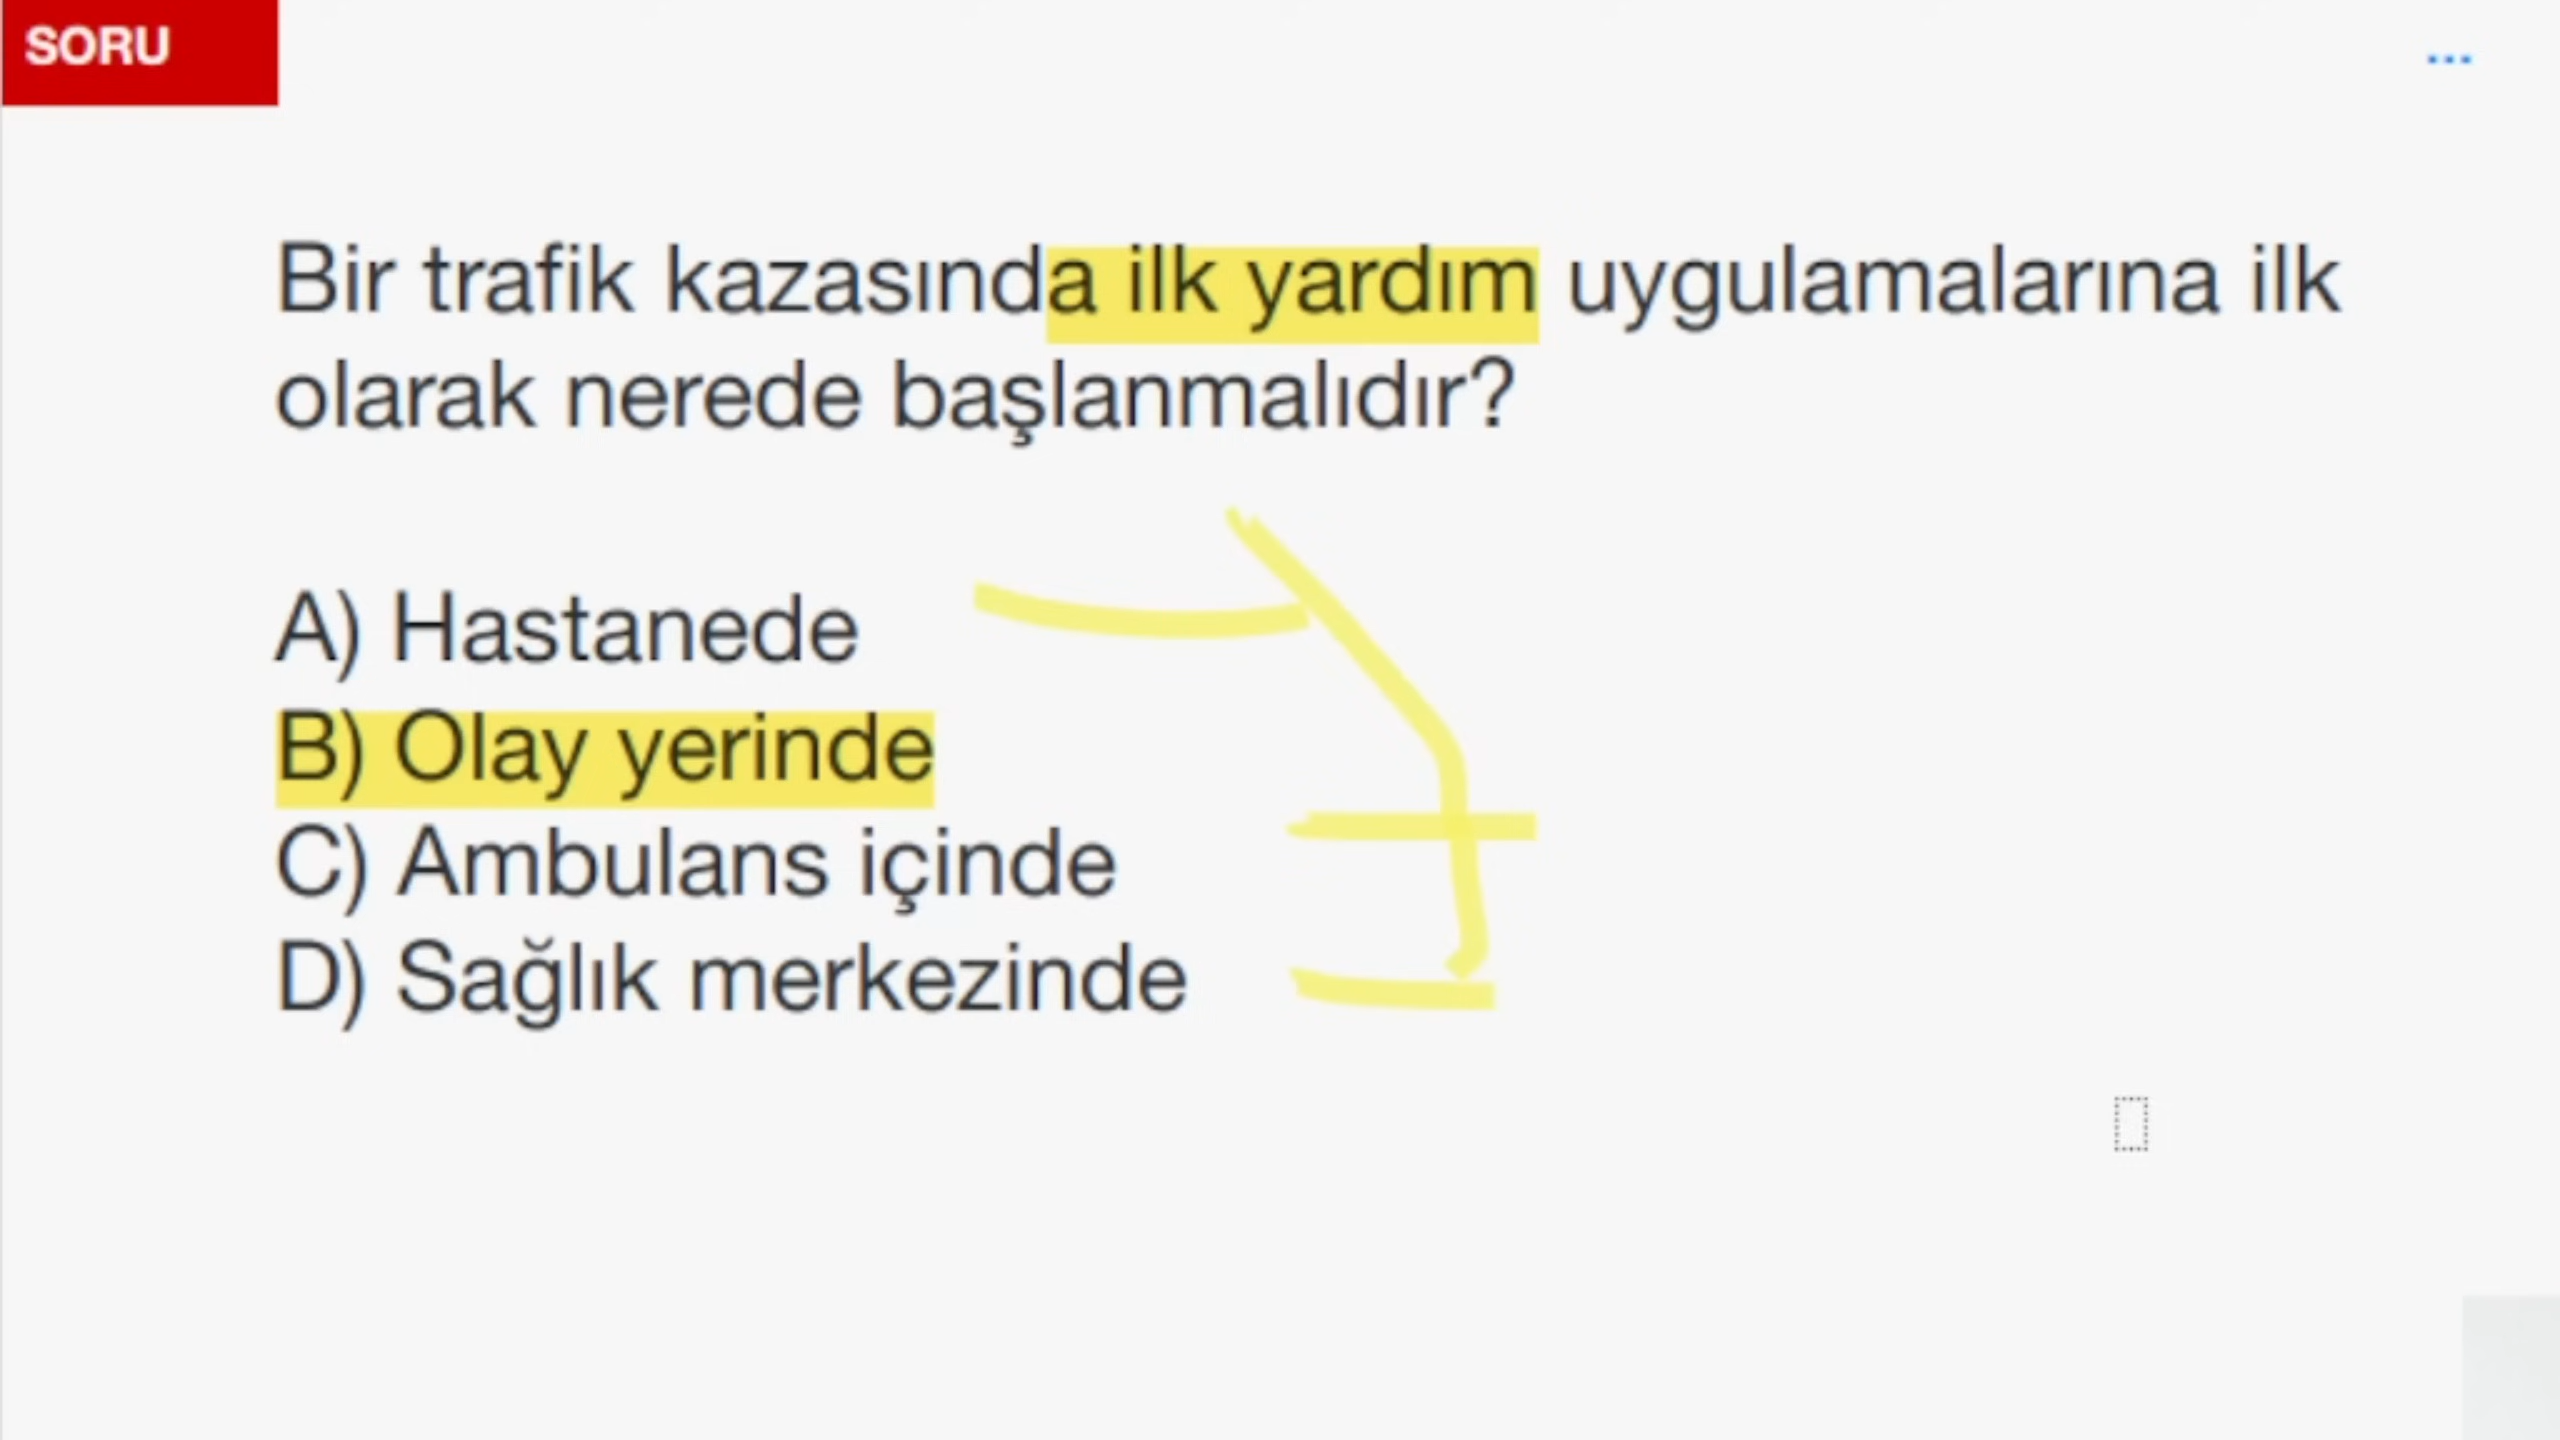 SORU
...
Bir trafik kazasında ilk yardım uygulamalarına ilk
olarak nerede başlanmalıdır?
A) Hastanede
B) Olay yerinde
C) Ambulans içinde
D) Sağlık merkezinde